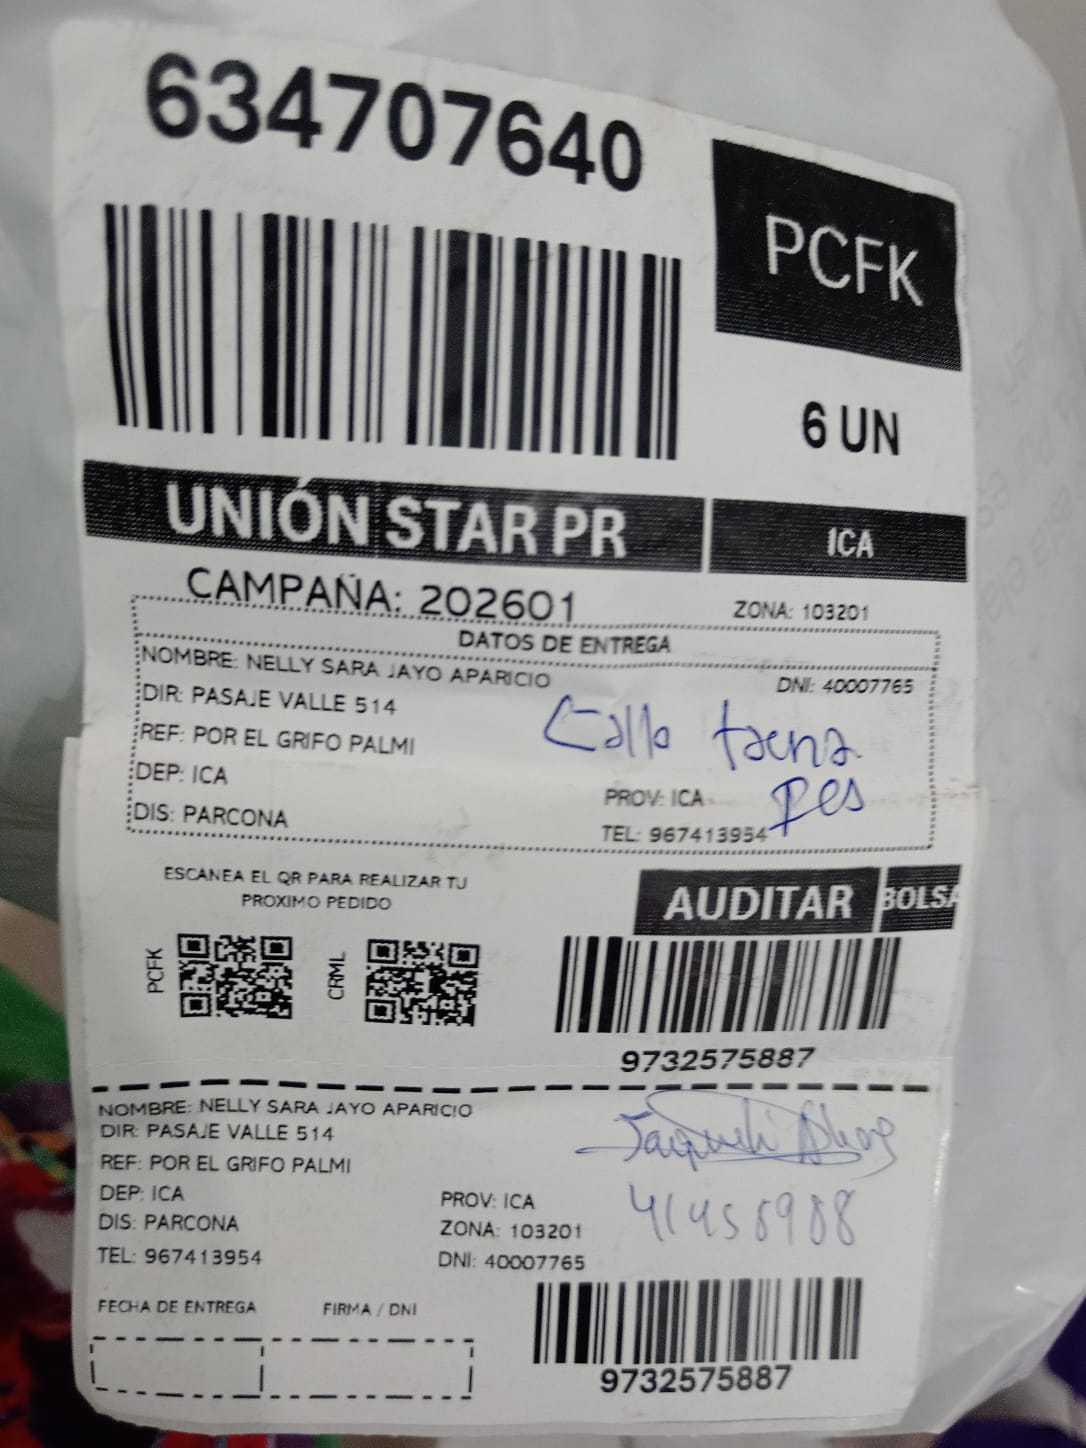 634707640
PCFK
6 UN
UNIÓN STAR PR
ICA
CAMPAÑA: 202601
ZONA: 103201
DATOS DE ENTREGA
NOMBRE: NELLY SARA JAYO APARICIO
DNI: 40007765
DIR: PASAJE VALLE 514
Calle tacna
REF: POR EL GRIFO PALMI
DEP: ICA
PROV: ICA
DIS: PARCONA
TEL: 967413954
ESCANEA EL QR PARA REALIZAR TU
PROXIMO PEDIDO
AUDITAR
BOLSA
PCFK
CRML
9732575887
NOMBRE: NELLY SARA JAYO APARICIO
DIR: PASAJE VALLE 514
REF: POR EL GRIFO PALMI
DEP: ICA
PROV: ICA
DIS: PARCONA
ZONA: 103201
TEL: 967413954
DNI: 40007765
FECHA DE ENTREGA
FIRMA / DNI
9732575887